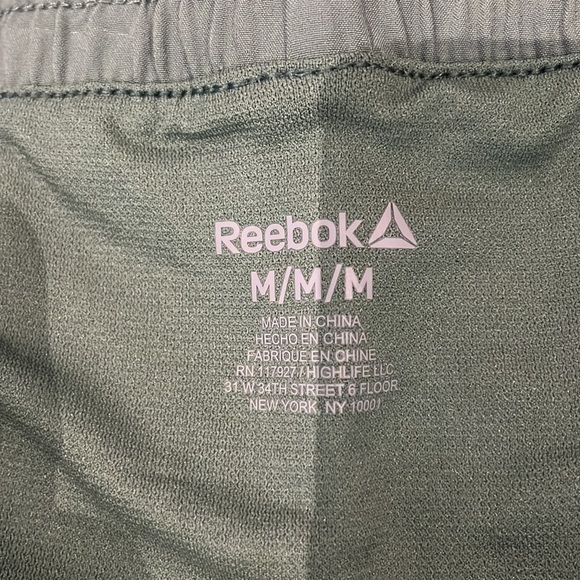 Reebok
M/M/M
MADE IN CHINA
HECHO EN CHINA
FABRIQUÉ EN CHINE
RN 117927 / HIGHLIFE LLC
31 W 34TH STREET 6 FLOOR
NEW YORK, NY 10001